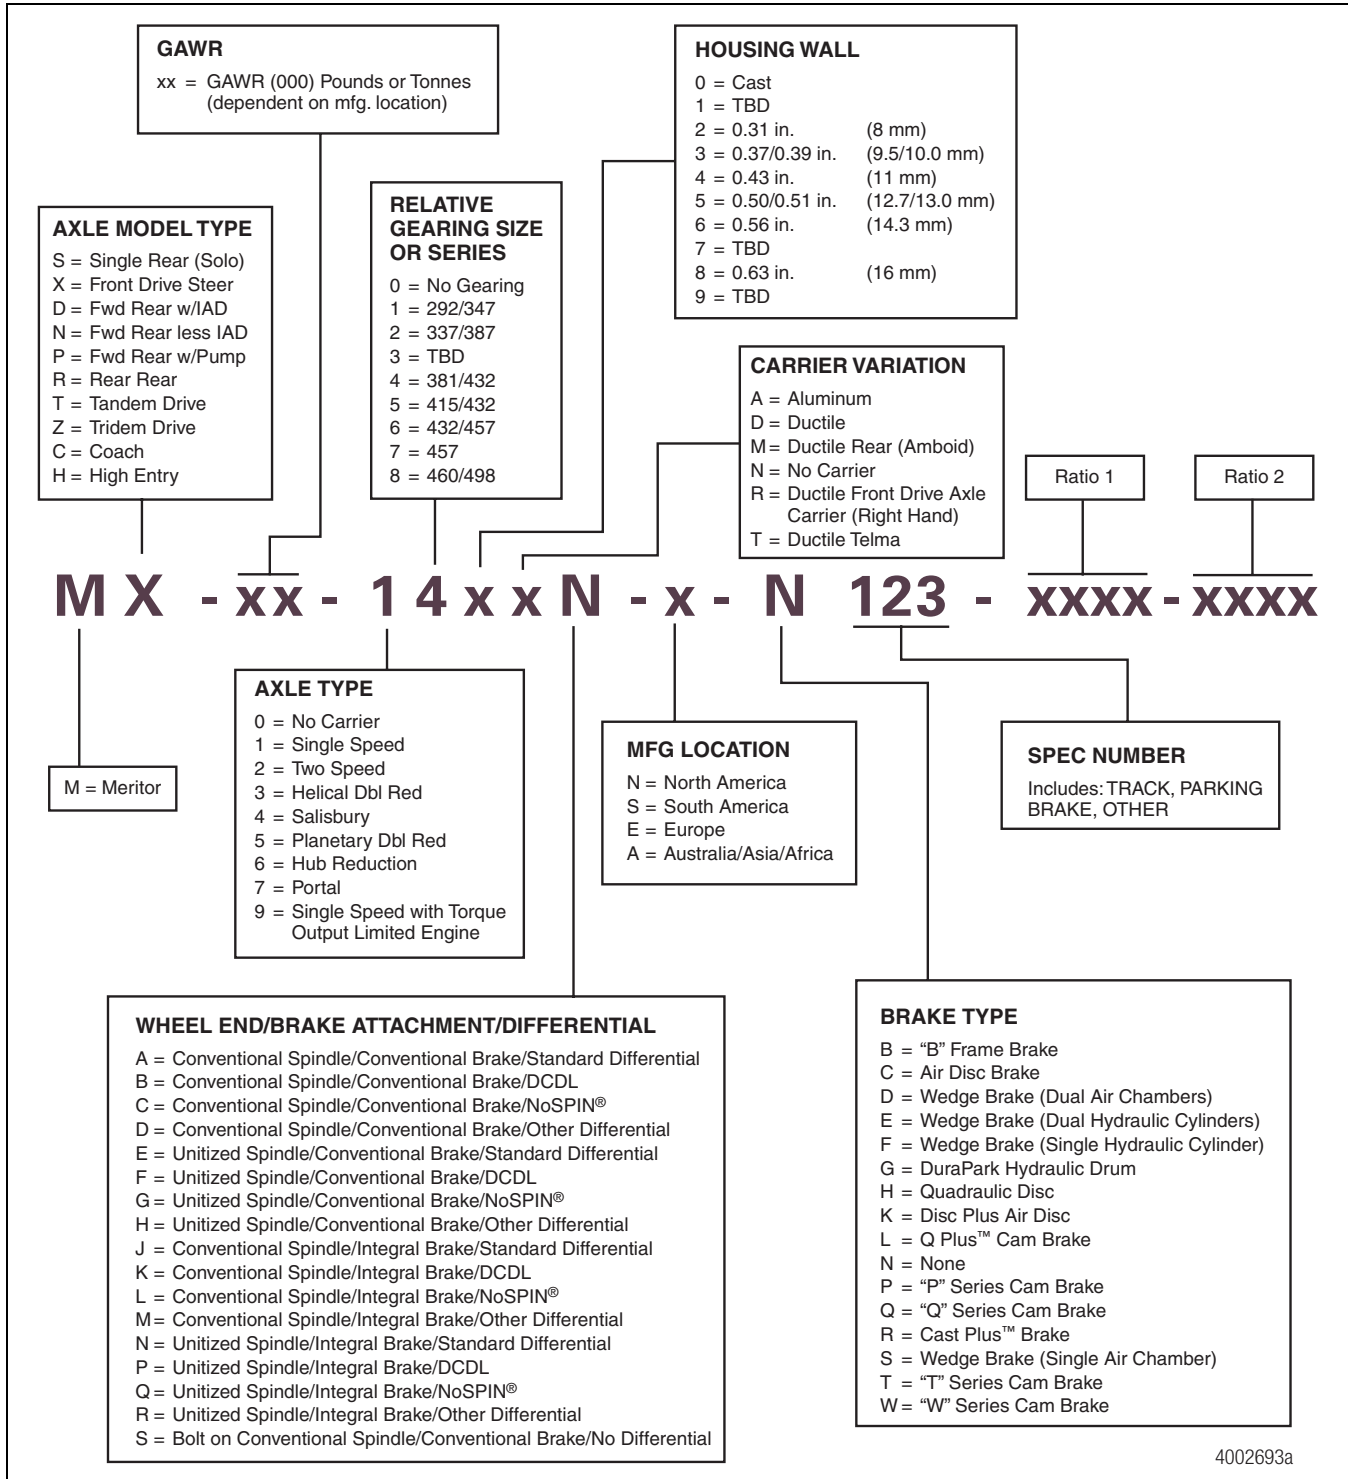 GAWR
xx = GAWR (000) Pounds or Tonnes
(dependent on mfg. location)
HOUSING WALL
0 = Cast
1 = TBD
2 = 0.31 in. (8 mm)
3 = 0.37/0.39 in. (9.5/10.0 mm)
4 = 0.43 in. (11 mm)
5 = 0.50/0.51 in. (12.7/13.0 mm)
6 = 0.56 in. (14.3 mm)
7 = TBD
8 = 0.63 in. (16 mm)
9 = TBD
AXLE MODEL TYPE
S = Single Rear (Solo)
X = Front Drive Steer
D = Fwd Rear w/IAD
N = Fwd Rear less IAD
P = Fwd Rear w/Pump
R = Rear Rear
T = Tandem Drive
Z = Tridem Drive
C = Coach
H = High Entry
RELATIVE
GEARING SIZE
OR SERIES
0 = No Gearing
1 = 292/347
2 = 337/387
3 = TBD
4 = 381/432
5 = 415/432
6 = 432/457
7 = 457
8 = 460/498
CARRIER VARIATION
A = Aluminum
D = Ductile
M = Ductile Rear (Amboid)
N = No Carrier
R = Ductile Front Drive Axle
Carrier (Right Hand)
T = Ductile Telma
Ratio 1
Ratio 2
M X - xx - 1 4 x x N - x - N 123 - xxxx - xxxx
M = Meritor
AXLE TYPE
0 = No Carrier
1 = Single Speed
2 = Two Speed
3 = Helical Dbl Red
4 = Salisbury
5 = Planetary Dbl Red
6 = Hub Reduction
7 = Portal
9 = Single Speed with Torque
Output Limited Engine
MFG LOCATION
N = North America
S = South America
E = Europe
A = Australia/Asia/Africa
SPEC NUMBER
Includes: TRACK, PARKING
BRAKE, OTHER
WHEEL END/BRAKE ATTACHMENT/DIFFERENTIAL
A = Conventional Spindle/Conventional Brake/Standard Differential
B = Conventional Spindle/Conventional Brake/DCDL
C = Conventional Spindle/Conventional Brake/NoSPIN®
D = Conventional Spindle/Conventional Brake/Other Differential
E = Unitized Spindle/Conventional Brake/Standard Differential
F = Unitized Spindle/Conventional Brake/DCDL
G = Unitized Spindle/Conventional Brake/NoSPIN®
H = Unitized Spindle/Conventional Brake/Other Differential
J = Conventional Spindle/Integral Brake/Standard Differential
K = Conventional Spindle/Integral Brake/DCDL
L = Conventional Spindle/Integral Brake/NoSPIN®
M = Conventional Spindle/Integral Brake/Other Differential
N = Unitized Spindle/Integral Brake/Standard Differential
P = Unitized Spindle/Integral Brake/DCDL
Q = Unitized Spindle/Integral Brake/NoSPIN®
R = Unitized Spindle/Integral Brake/Other Differential
S = Bolt on Conventional Spindle/Conventional Brake/No Differential
BRAKE TYPE
B = “B” Frame Brake
C = Air Disc Brake
D = Wedge Brake (Dual Air Chambers)
E = Wedge Brake (Dual Hydraulic Cylinders)
F = Wedge Brake (Single Hydraulic Cylinder)
G = DuraPark Hydraulic Drum
H = Quadraulic Disc
K = Disc Plus Air Disc
L = Q Plus™ Cam Brake
N = None
P = “P” Series Cam Brake
Q = “Q” Series Cam Brake
R = Cast Plus™ Brake
S = Wedge Brake (Single Air Chamber)
T = “T” Series Cam Brake
W = “W” Series Cam Brake
4002693a